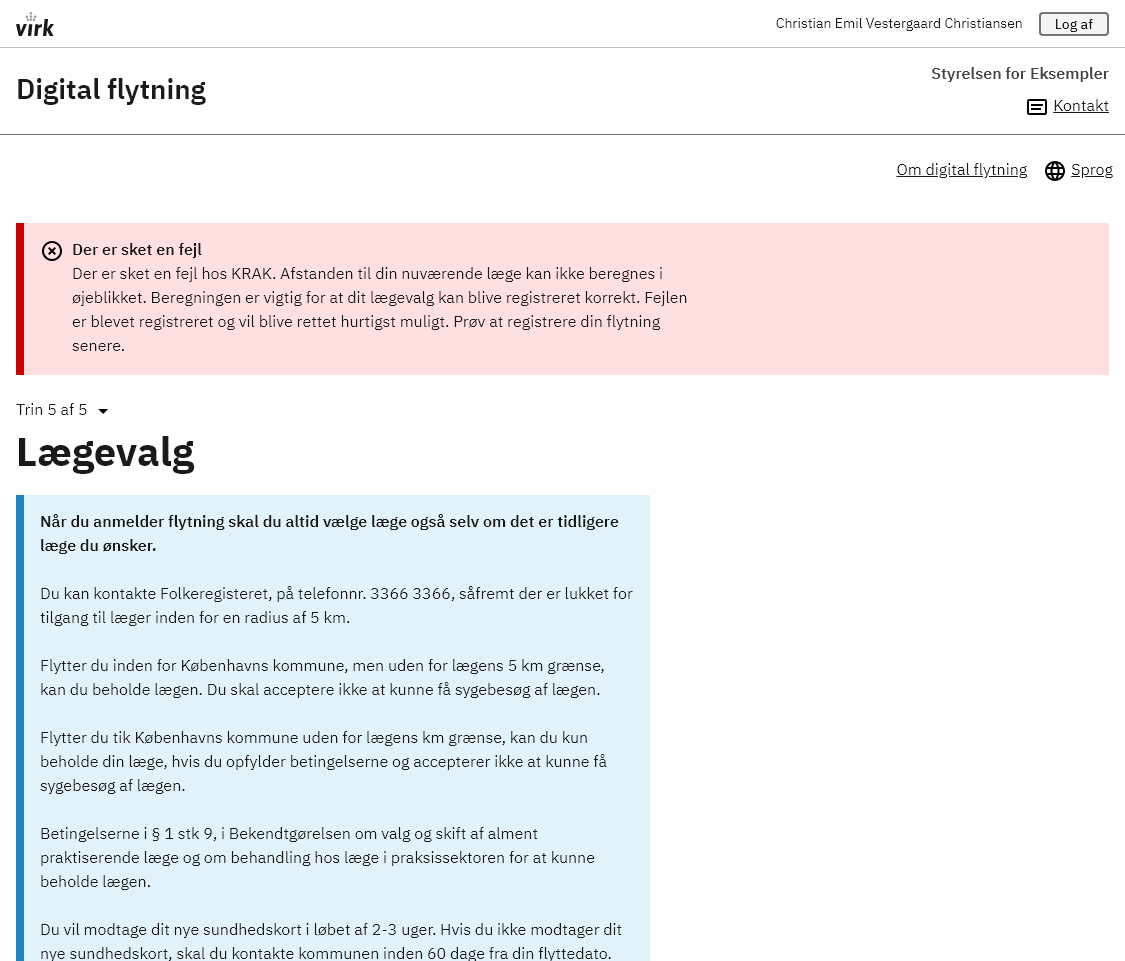 virk
Christian Emil Vestergaard Christiansen
Log af
Digital flytning
Styrelsen for Eksempler
Kontakt
Om digital flytning
Sprog
Der er sket en fejl
Der er sket en fejl hos KRAK. Afstanden til din nuværende læge kan ikke beregnes i
øjeblikket. Beregningen er vigtig for at dit lægevalg kan blive registreret korrekt. Fejlen
er blevet registreret og vil blive rettet hurtigst muligt. Prøv at registrere din flytning
senere.
Trin 5 af 5
Lægevalg
Når du anmelder flytning skal du altid vælge læge også selv om det er tidligere
læge du ønsker.
Du kan kontakte Folkeregisteret, på telefonnr. 3366 3366, såfremt der er lukket for
tilgang til læger inden for en radius af 5 km.
Flytter du inden for Københavns kommune, men uden for lægens 5 km grænse,
kan du beholde lægen. Du skal acceptere ikke at kunne få sygebesøg af lægen.
Flytter du tik Københavns kommune uden for lægens km grænse, kan du kun
beholde din læge, hvis du opfylder betingelserne og accepterer ikke at kunne få
sygebesøg af lægen.
Betingelserne i § 1 stk 9, i Bekendtgørelsen om valg og skift af alment
praktiserende læge og om behandling hos læge i praksissektoren for at kunne
beholde lægen.
Du vil modtage dit nye sundhedskort i løbet af 2-3 uger. Hvis du ikke modtager dit
nye sundhedskort, skal du kontakte kommunen inden 60 dage fra din flyttedato.